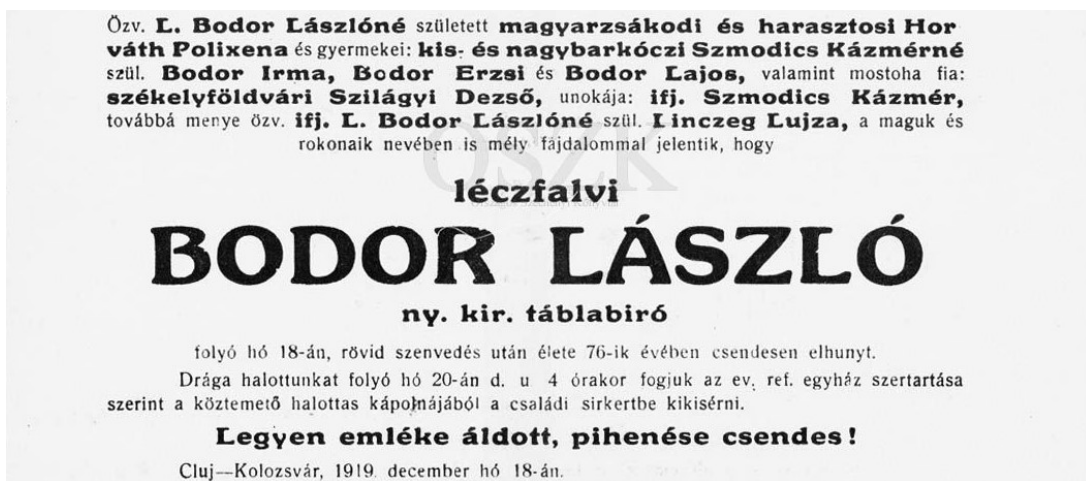 Özv. L. Bodor Lászlóné született magyarzsákodi és harasztosi Hor
váth Polixena és gyermekei: kis- és nagybarkóczi Szmodics Kázmérné
szül. Bodor Irma, Bodor Erzsi és Bodor Lajos, valamint mostoha fia:
székelyföldvári Szilágyi Dezső, unokája: ifj. Szmodics Kázmér,
továbbá menye özv. ifj. L. Bodor Lászlóné szül. Linczeg Lujza, a maguk és
rokonaik nevében is mély fájdalommal jelentik, hogy
OSZK
léczfalvi
Országos Széchényi Könyvtár
BODOR LÁSZLÓ
ny. kir. táblabiró
folyó hó 18-án, rövid szenvedés után élete 76-ik évében csendesen elhunyt.
Drága halottunkat folyó hó 20-án d. u 4 órakor fogjuk az ev. ref. egyház szertartása
szerint a köztemető halottas kápolnájából a családi sirkertbe kikisérni.
Legyen emléke áldott, pihenése csendes!
Cluj—Kolozsvár, 1919. december hó 18-án.